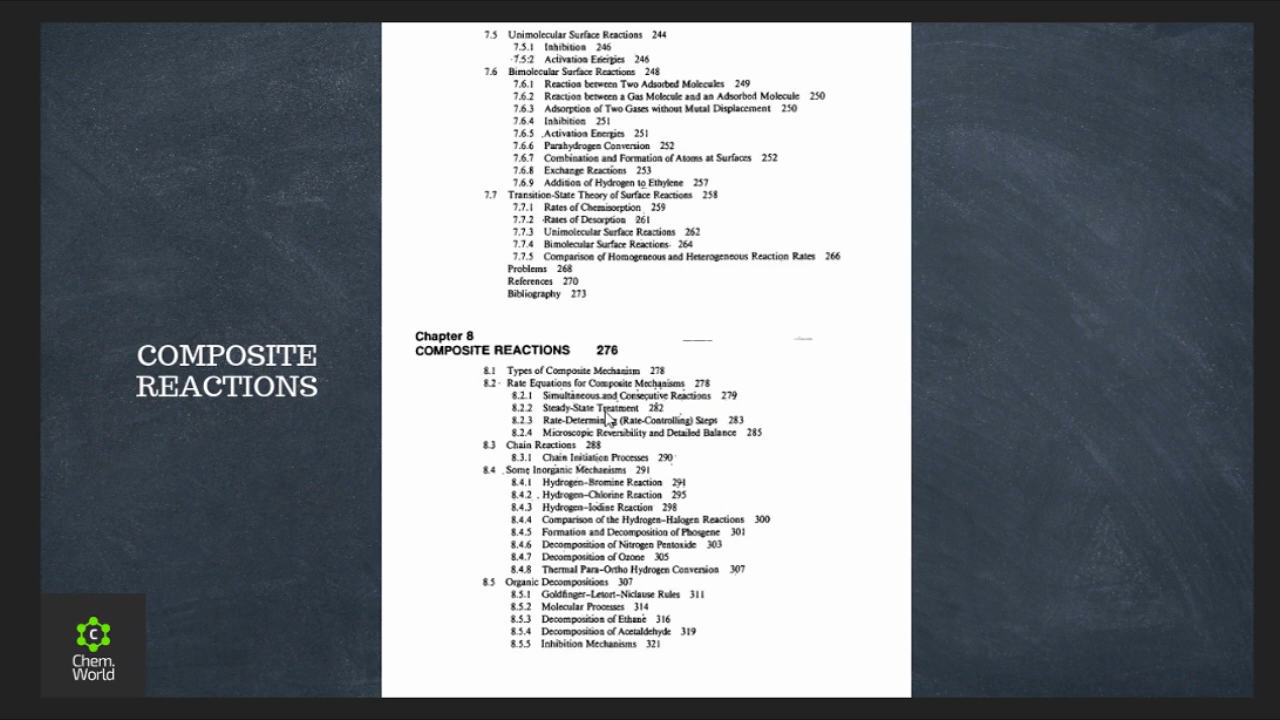 COMPOSITE
REACTIONS
7.5 Unimolecular Surface Reactions 244
7.5.1 Inhibition 246
7.5.2 Activation Energies 246
7.6 Bimolecular Surface Reactions 248
7.6.1 Reaction between Two Adsorbed Molecules 249
7.6.2 Reaction between a Gas Molecule and an Adsorbed Molecule 250
7.6.3 Adsorption of Two Gases without Mutal Displacement 250
7.6.4 Inhibition 251
7.6.5 Activation Energies 251
7.6.6 Parahydrogen Conversion 252
7.6.7 Combination and Formation of Atoms at Surfaces 252
7.6.8 Exchange Reactions 253
7.6.9 Addition of Hydrogen to Ethylene 257
7.7 Transition-State Theory of Surface Reactions 258
7.7.1 Rates of Chemisorption 259
7.7.2 Rates of Desorption 261
7.7.3 Unimolecular Surface Reactions 262
7.7.4 Bimolecular Surface Reactions 264
7.7.5 Comparison of Homogeneous and Heterogeneous Reaction Rates 266
Problems 268
References 270
Bibliography 273
Chapter 8
COMPOSITE REACTIONS 276
8.1 Types of Composite Mechanism 278
8.2 Rate Equations for Composite Mechanisms 278
8.2.1 Simultaneous and Consecutive Reactions 279
8.2.2 Steady-State Treatment 282
8.2.3 Rate-Determining (Rate-Controlling) Steps 283
8.2.4 Microscopic Reversibility and Detailed Balance 285
8.3 Chain Reactions 288
8.3.1 Chain Initiation Processes 290
8.4 Some Inorganic Mechanisms 291
8.4.1 Hydrogen–Bromine Reaction 291
8.4.2 Hydrogen–Chlorine Reaction 295
8.4.3 Hydrogen–Iodine Reaction 298
8.4.4 Comparison of the Hydrogen–Halogen Reactions 300
8.4.5 Formation and Decomposition of Phosgene 301
8.4.6 Decomposition of Nitrogen Pentoxide 303
8.4.7 Decomposition of Ozone 305
8.4.8 Thermal Para–Ortho Hydrogen Conversion 307
8.5 Organic Decompositions 307
8.5.1 Goldfinger–Letort–Niclause Rules 311
8.5.2 Molecular Processes 314
8.5.3 Decomposition of Ethane 316
8.5.4 Decomposition of Acetaldehyde 319
8.5.5 Inhibition Mechanisms 321
C
Chem.
World